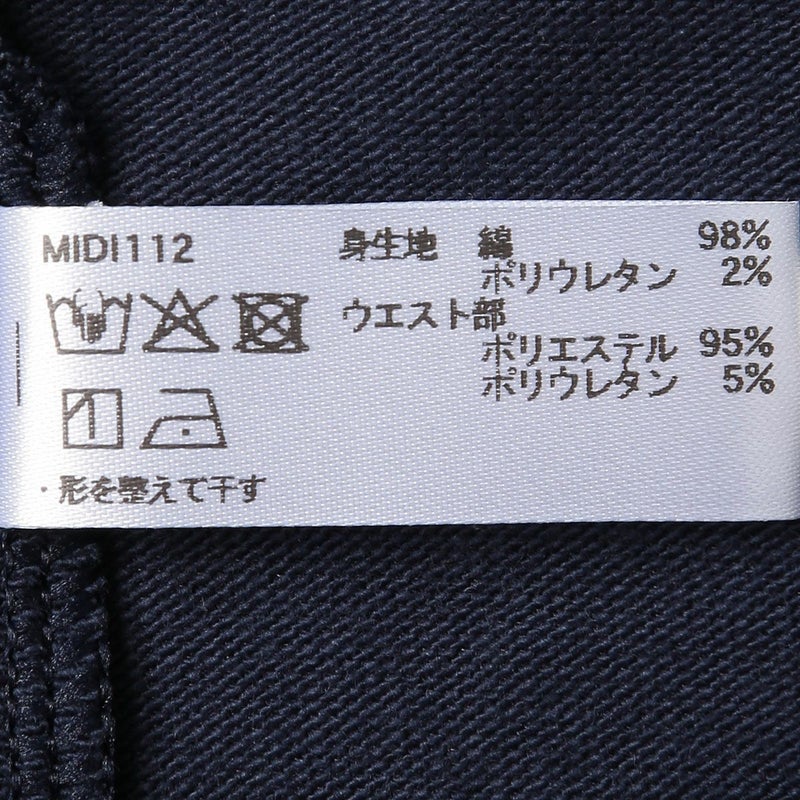 MIDI112
身生地 綿 98%
ポリウレタン 2%
ウエスト部
ポリエステル 95%
ポリウレタン 5%
・形を整えて干す